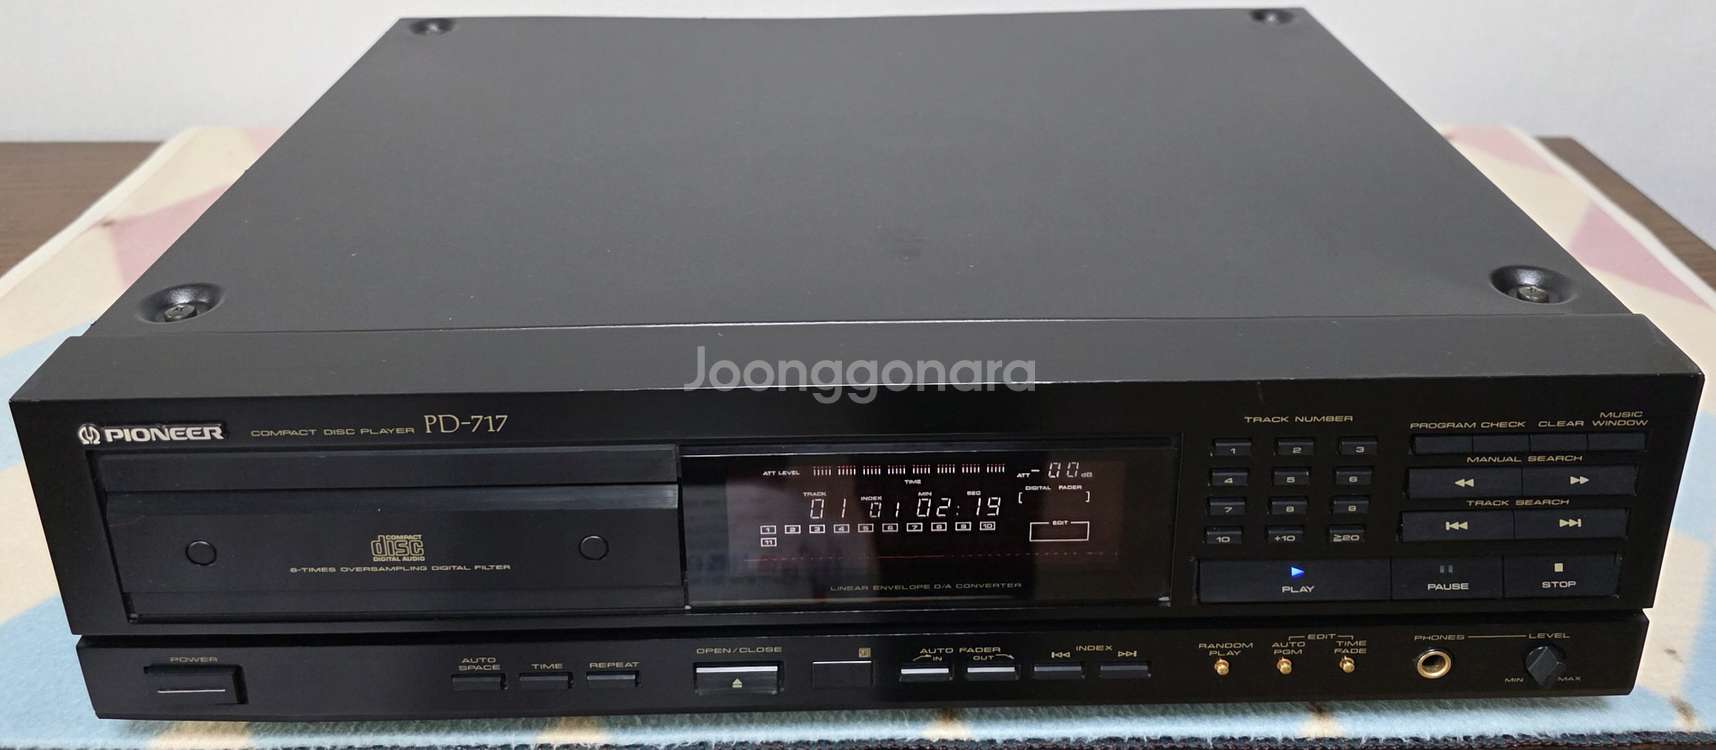 Joonggonara
PIONEER COMPACT DISC PLAYER PD-717
ATT LEVEL
TIME
ATT -00 dB
DIGITAL FADER
TRACK INDEX MIN SEC
01 01 02:19
EDIT
1 2 3 4 5 6 7 8 9 10
11
LINEAR ENVELOPE D/A CONVERTER
COMPACT
disc
DIGITAL AUDIO
8-TIMES OVERSAMPLING DIGITAL FILTER
TRACK NUMBER
1 2 3
4 5 6
7 8 9
10 +10 ≧20
PROGRAM CHECK CLEAR MUSIC WINDOW
MANUAL SEARCH
TRACK SEARCH
PLAY PAUSE STOP
POWER
AUTO SPACE
TIME
REPEAT
OPEN/CLOSE
AUTO FADER
IN OUT
INDEX
RANDOM PLAY
EDIT
AUTO PGM
TIME FADE
PHONES LEVEL
MIN MAX